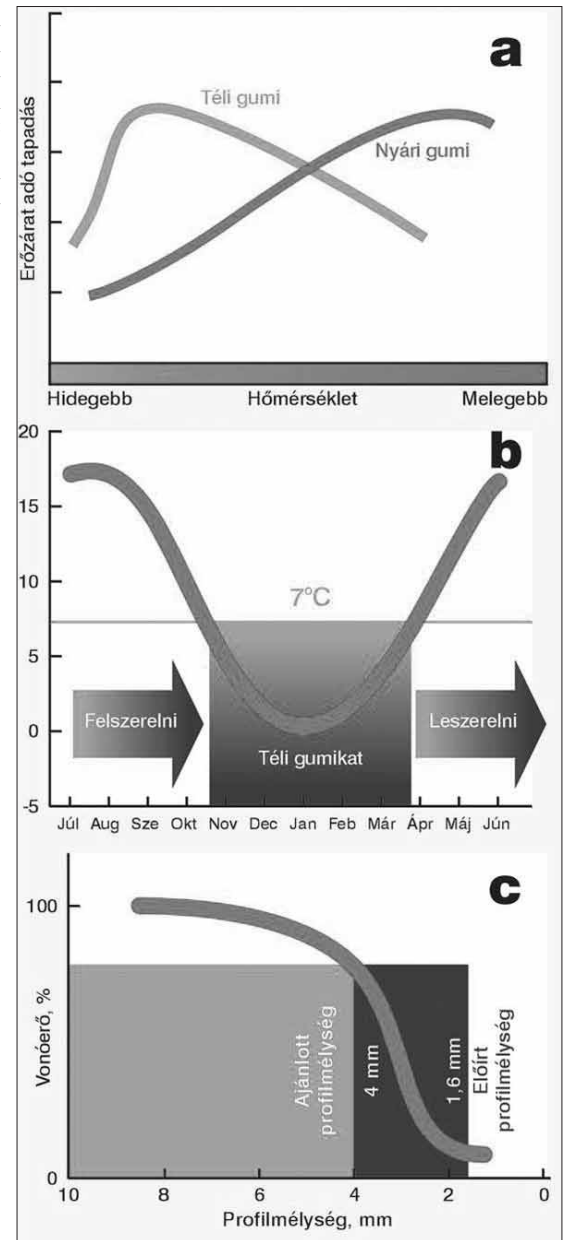 a
Téli gumi
Nyári gumi
Erőzárat adó tapadás
Hidegebb Hőmérséklet Melegebb
b
20
15
10
5
0
-5
7°C
Felszerelni
Téli gumikat
Leszerelni
Júl Aug Sze Okt Nov Dec Jan Feb Már Ápr Máj Jún
c
100
0
Vonóerő, %
Ajánlott
profilmélység
4 mm
1,6 mm
Előírt
profilmélység
10 8 6 4 2 0
Profilmélység, mm